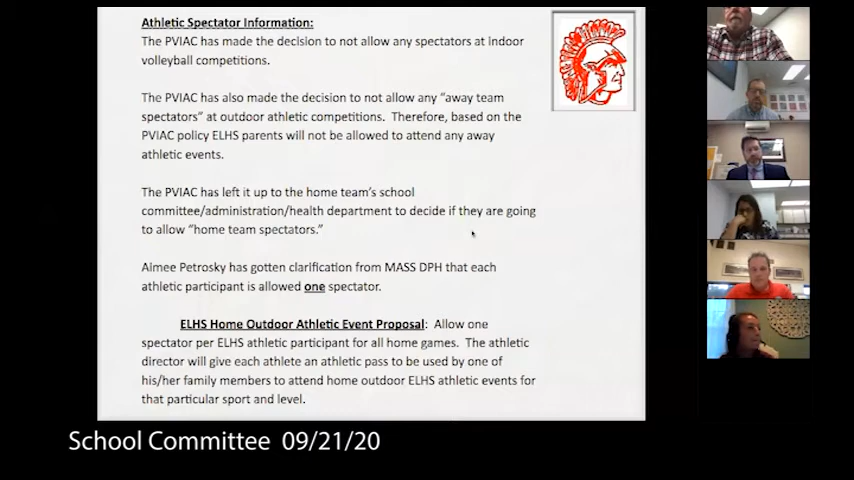 Athletic Spectator Information:
The PVIAC has made the decision to not allow any spectators at indoor
volleyball competitions.
The PVIAC has also made the decision to not allow any “away team
spectators” at outdoor athletic competitions. Therefore, based on the
PVIAC policy ELHS parents will not be allowed to attend any away
athletic events.
The PVIAC has left it up to the home team’s school
committee/administration/health department to decide if they are going
to allow “home team spectators.”
Aimee Petrosky has gotten clarification from MASS DPH that each
athletic participant is allowed one spectator.
ELHS Home Outdoor Athletic Event Proposal: Allow one
spectator per ELHS athletic participant for all home games. The athletic
director will give each athlete an athletic pass to be used by one of
his/her family members to attend home outdoor ELHS athletic events for
that particular sport and level.
School Committee 09/21/20